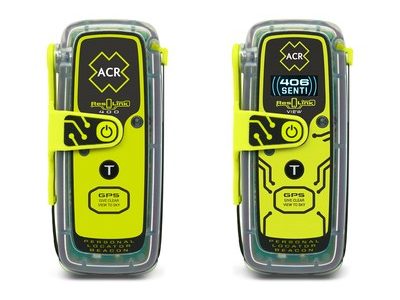 ACR
ResQLink
400
T
GPS
GIVE CLEAR
VIEW TO SKY
PERSONAL
LOCATOR
BEACON
ACR
406
SENT!
ResQLink
VIEW
T
GPS
GIVE CLEAR
VIEW TO SKY
PERSONAL
LOCATOR
BEACON